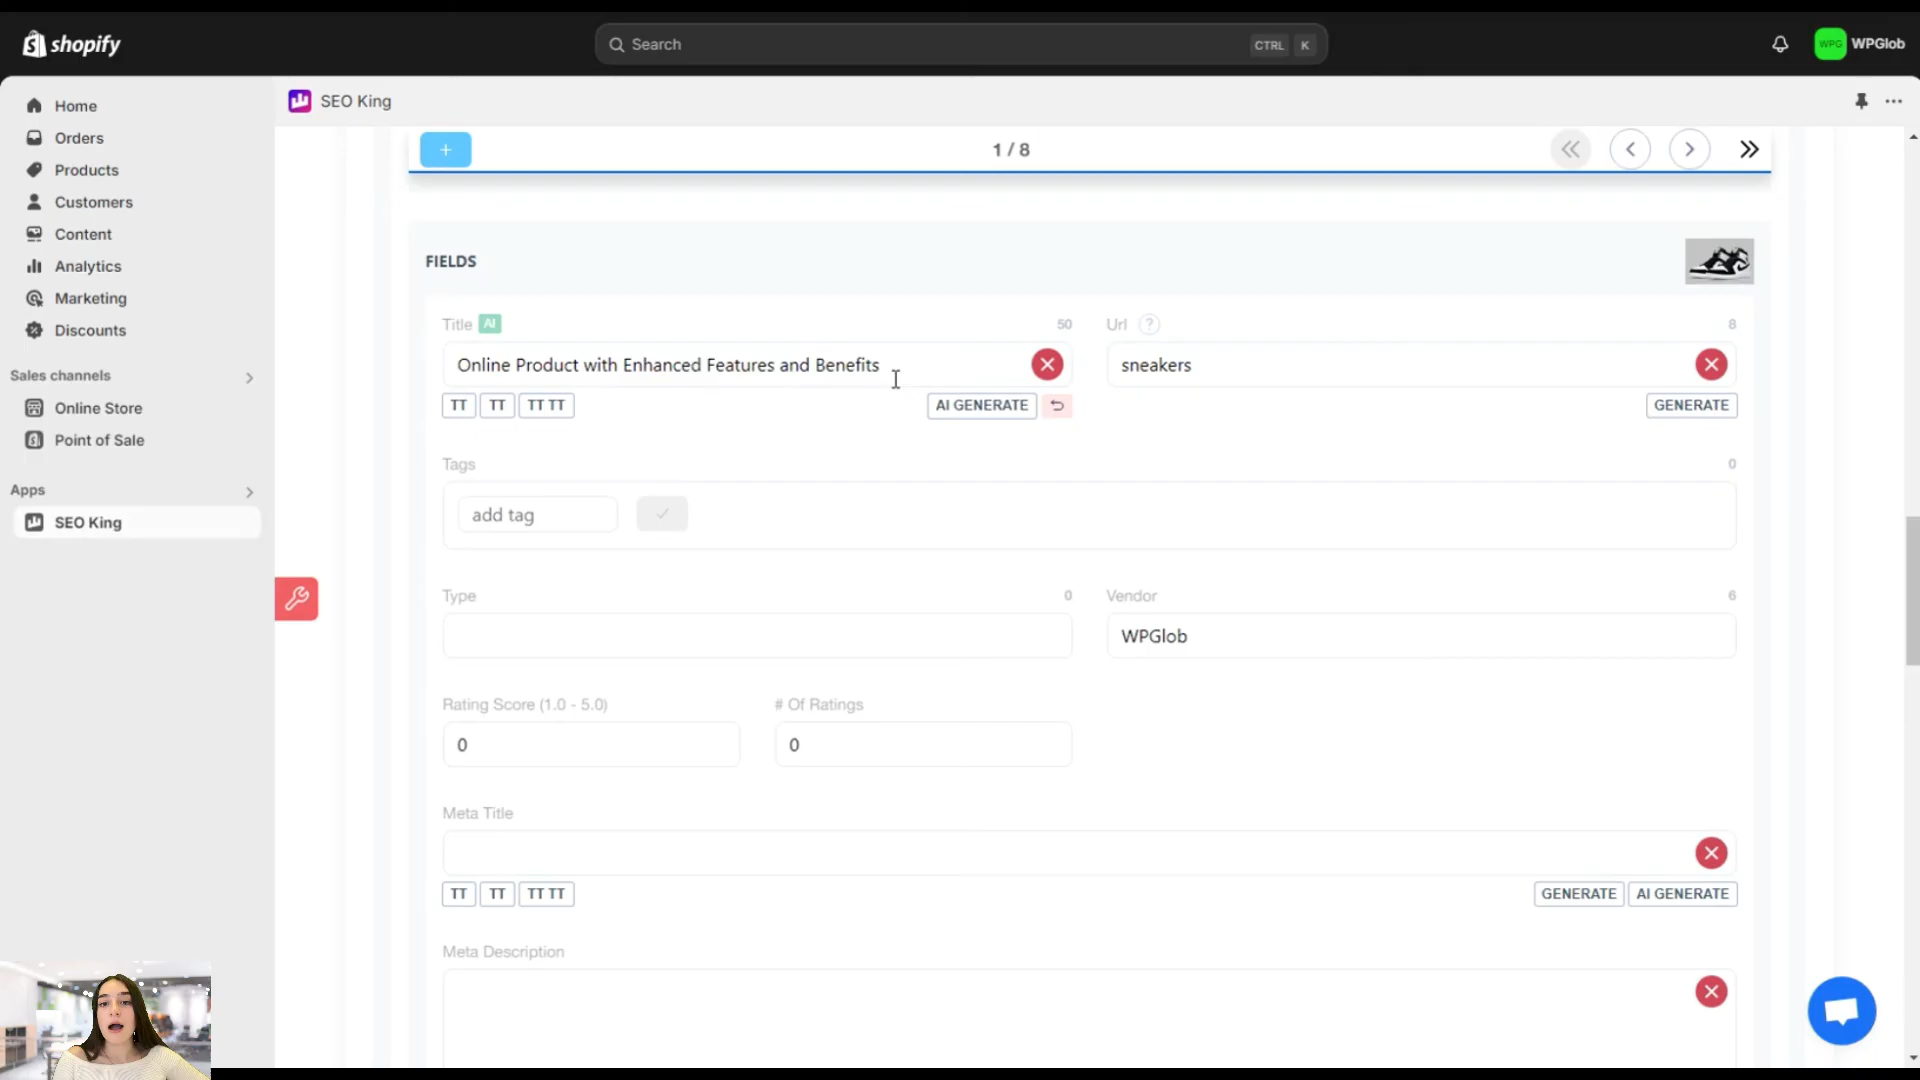 shopify
Search
CTRL K
WPG
WPGlob
Home
Orders
Products
Customers
Content
Analytics
Marketing
Discounts
Sales channels
Online Store
Point of Sale
Apps
SEO King
SEO King
+
1 / 8
FIELDS
Title AI
50
Url ?
8
Online Product with Enhanced Features and Benefits
sneakers
TT TT TT TT
AI GENERATE
GENERATE
Tags
0
add tag
Type
0
Vendor
6
WPGlob
Rating Score (1.0 - 5.0)
# Of Ratings
0
0
Meta Title
TT TT TT TT
GENERATE
AI GENERATE
Meta Description